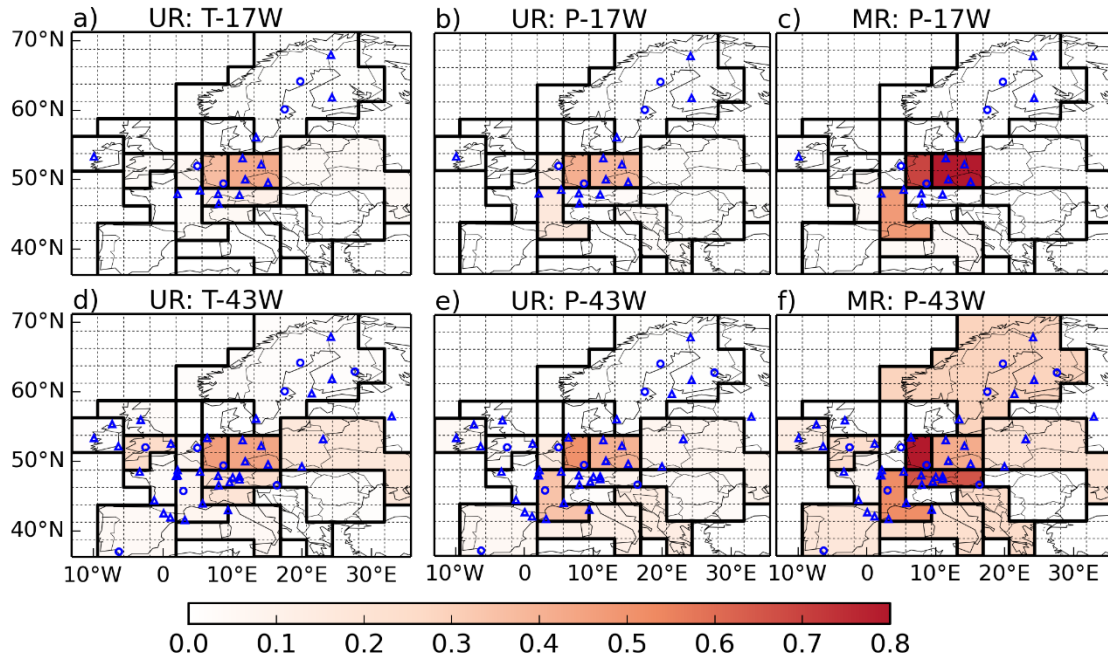 a) UR: T-17W b) UR: P-17W c) MR: P-17W
70°N
60°N
50°N
40°N
d) UR: T-43W e) UR: P-43W f) MR: P-43W
70°N
60°N
50°N
40°N
10°W 0 10°E 20°E 30°E 10°W 0 10°E 20°E 30°E 10°W 0 10°E 20°E 30°E
0.0 0.1 0.2 0.3 0.4 0.5 0.6 0.7 0.8